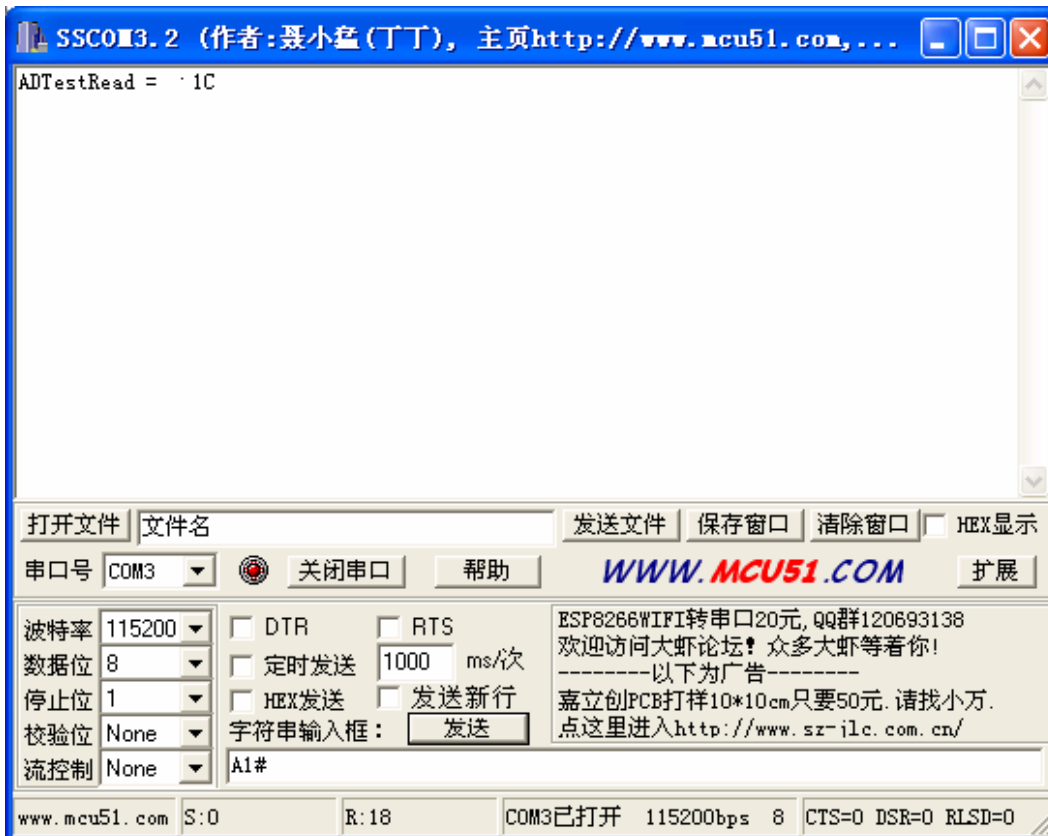 SSCOM3.2 (作者:聂小猛(丁丁), 主页http://www.mcu51.com,...
ADTestRead = · 1C
打开文件 文件名 发送文件 保存窗口 清除窗口 HEX显示
串口号 COM3 关闭串口 帮助 WWW.MCU51.COM 扩展
波特率 115200 DTR RTS
数据位 8 定时发送 1000 ms/次
停止位 1 HEX发送 发送新行
校验位 None 字符串输入框: 发送
流控制 None A1#
ESP8266WIFI转串口20元,QQ群120693138
欢迎访问大虾论坛! 众多大虾等着你!
--------以下为广告--------
嘉立创PCB打样10*10cm只要50元.请找小万.
点这里进入http://www.sz-jlc.com.cn/
www.mcu51.com S:0 R:18 COM3已打开 115200bps 8 CTS=0 DSR=0 RLSD=0